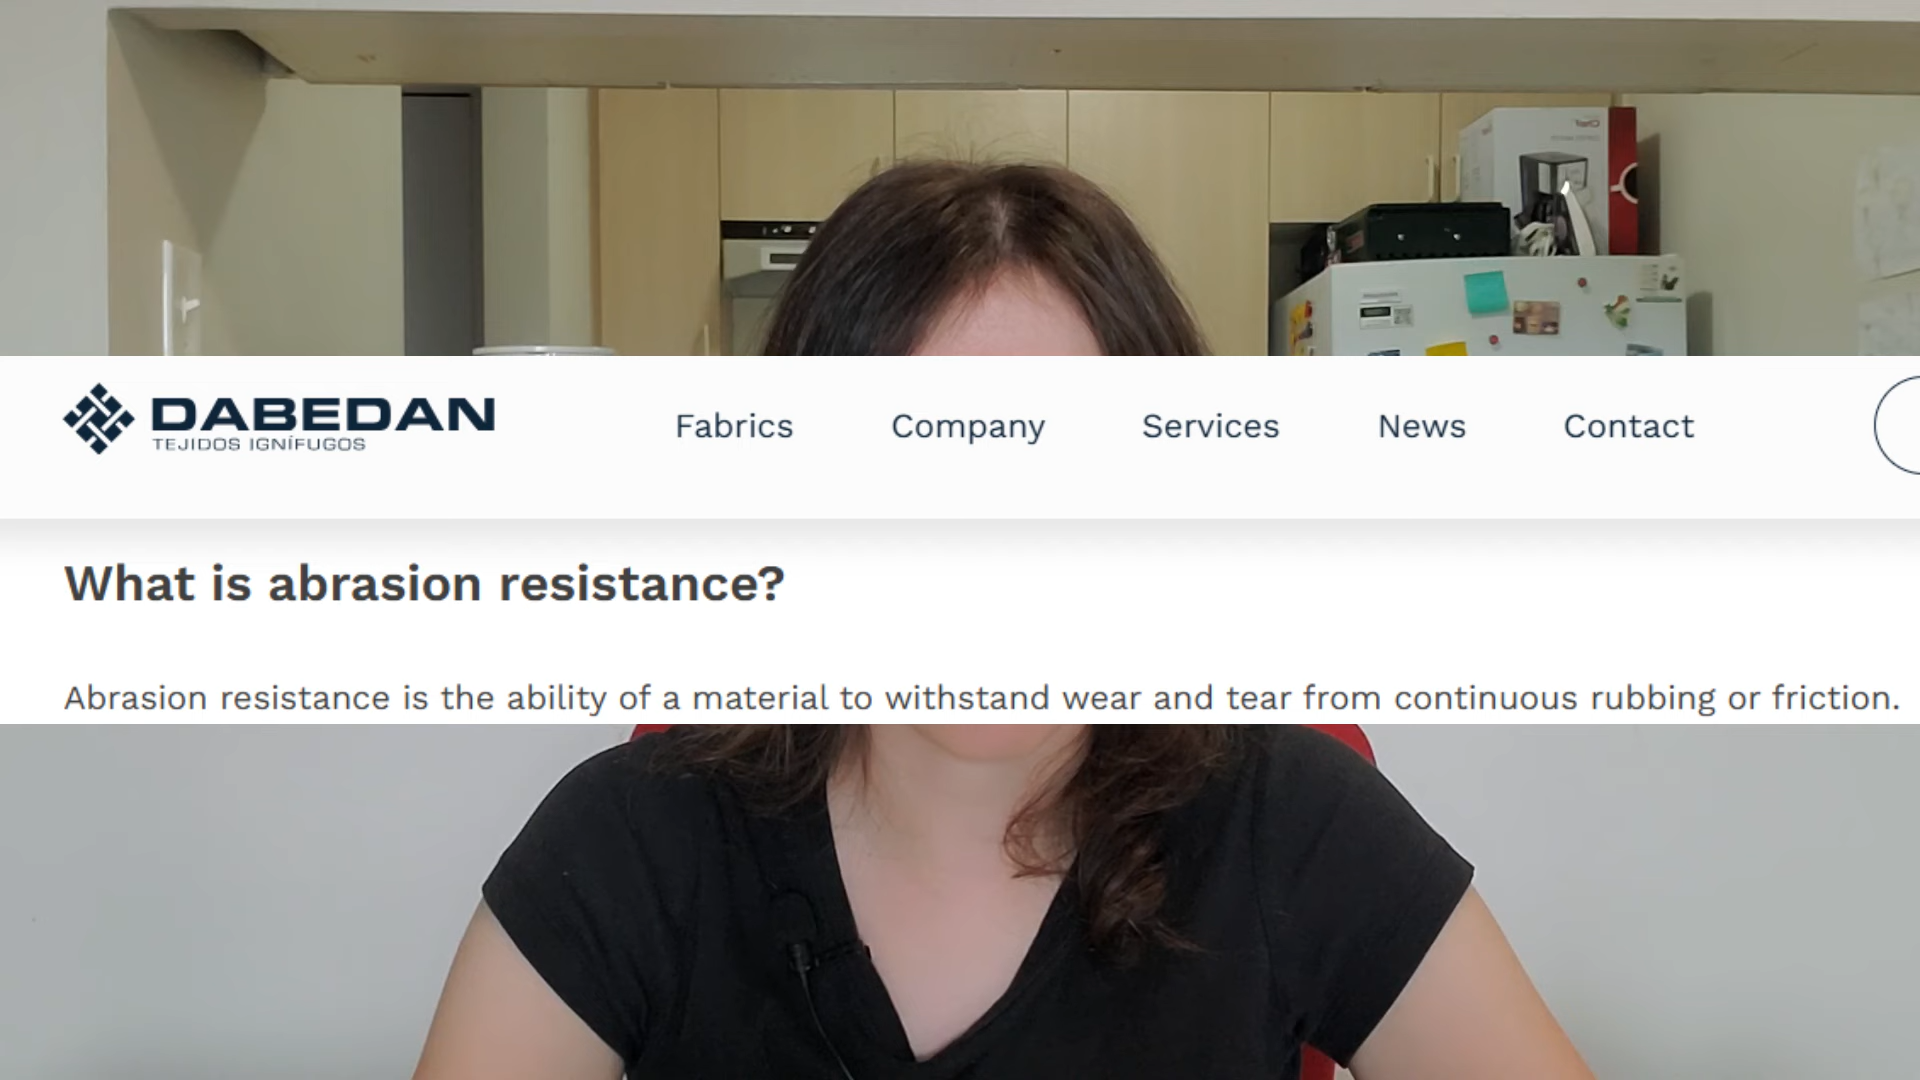 Chef
DABEDAN
TEJIDOS IGNÍFUGOS
Fabrics
Company
Services
News
Contact
What is abrasion resistance?
Abrasion resistance is the ability of a material to withstand wear and tear from continuous rubbing or friction.